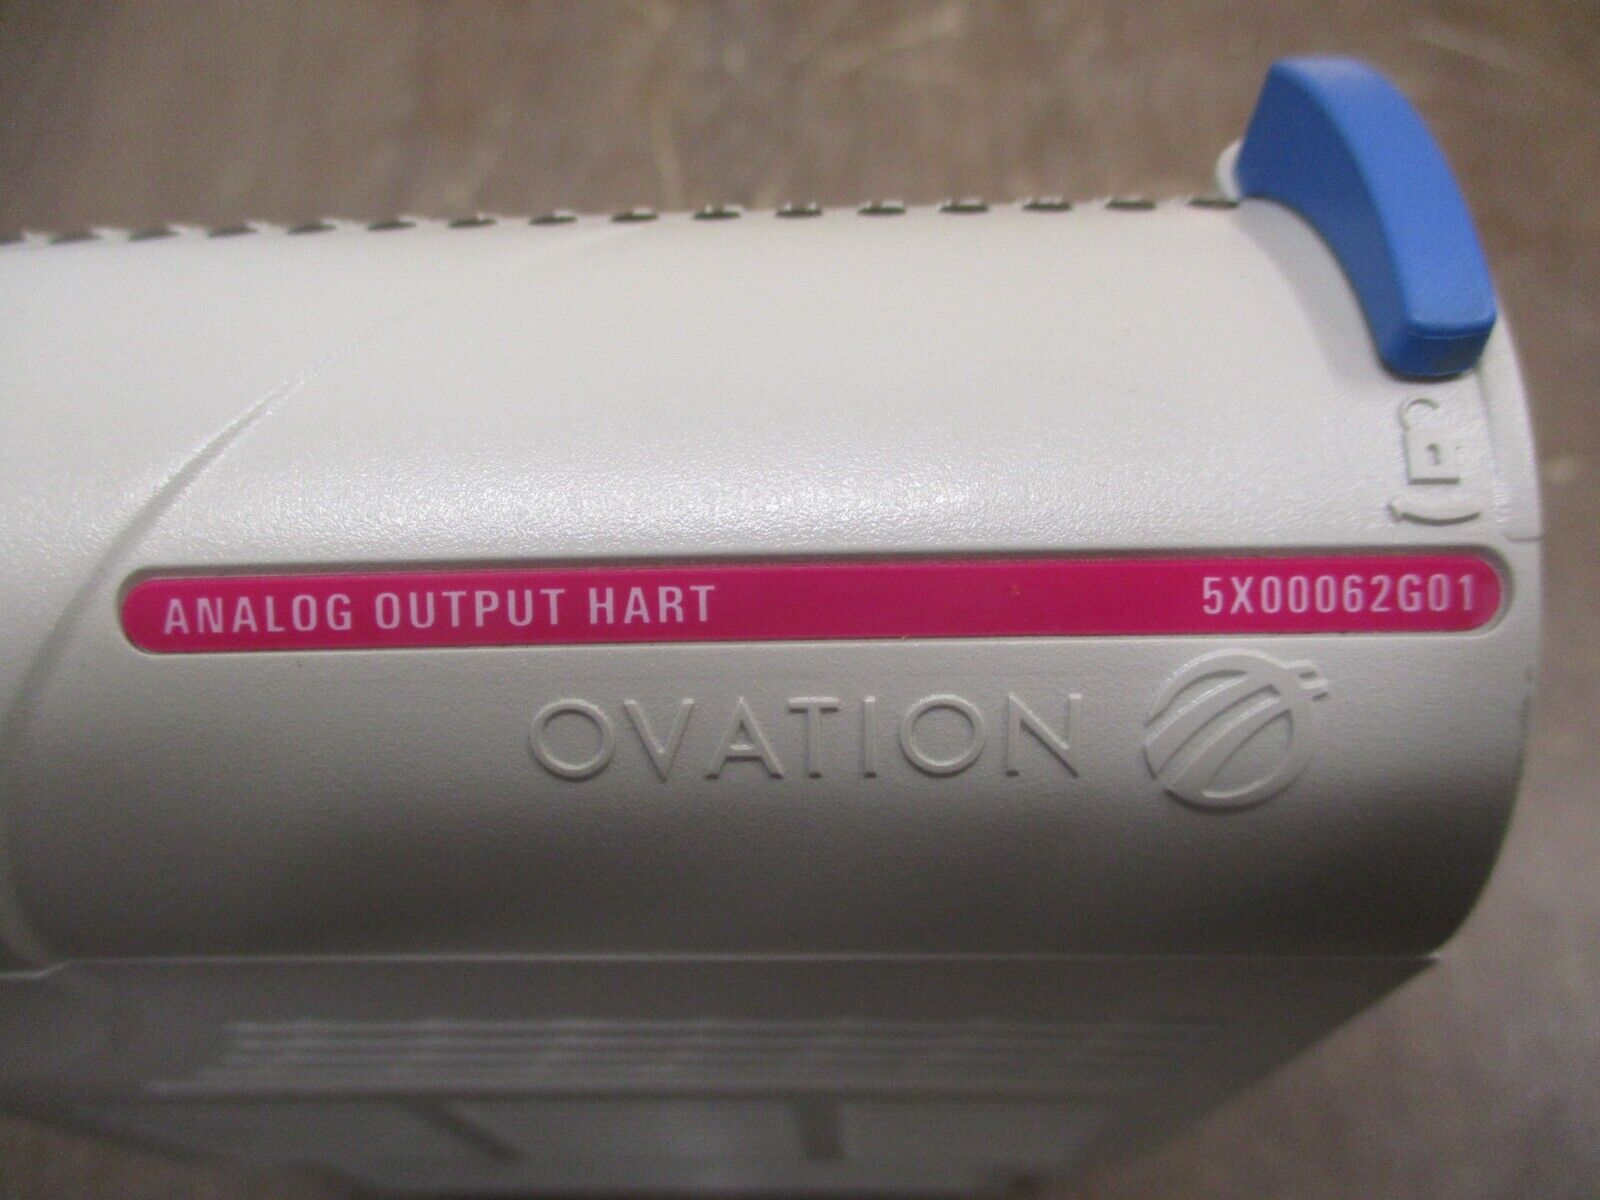 ANALOG OUTPUT HART 5X00062G01
OVATION